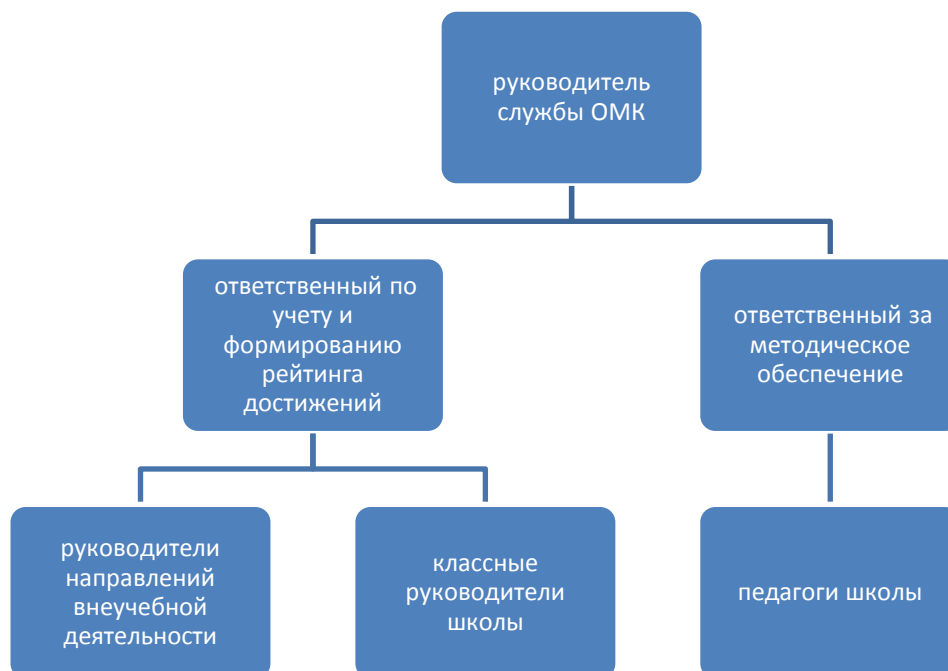 руководитель
службы ОМК
ответственный по
учету и
формированию
рейтинга
достижений
ответственный за
методическое
обеспечение
руководители
направлений
внеучебной
деятельности
классные
руководители
школы
педагоги школы